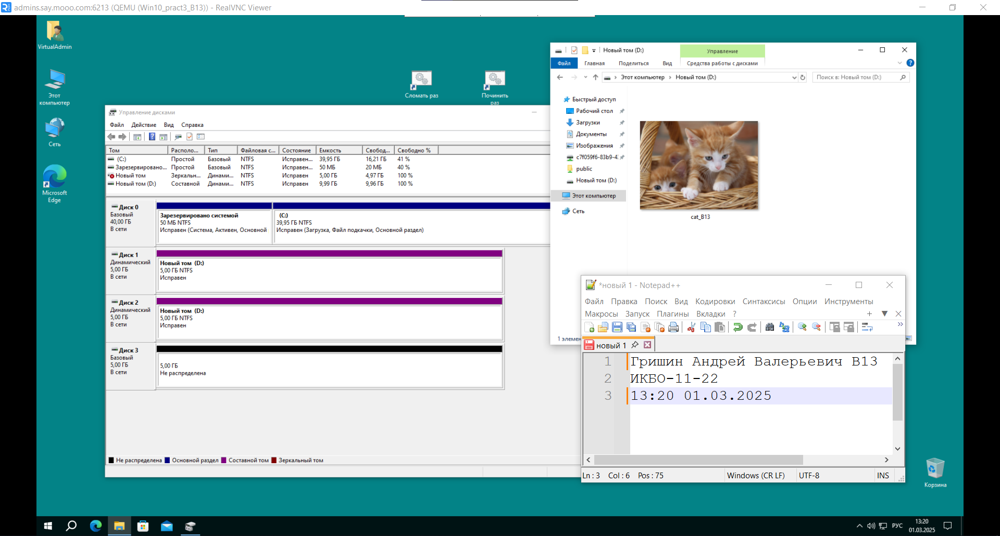 admins.say.mooo.com:6213 (QEMU (Win10_pract3_B13)) - RealVNC Viewer
VirtualAdmin
Этот
компьютер
Сеть
Microsoft
Edge
Сломать раз
Починить
раз
Управление дисками
Файл Действие Вид Справка
Том Располо... Тип Файловая с... Состояние Емкость Свобод... Свободно %
(C:) Простой Базовый NTFS Исправен... 39,95 ГБ 16,21 ГБ 41 %
Зарезервировано... Простой Базовый NTFS Исправен... 50 МБ 20 МБ 40 %
Новый том Зеркальн... Динами... NTFS Исправен 5,00 ГБ 4,97 ГБ 100 %
Новый том (D:) Составной Динами... NTFS Исправен 9,99 ГБ 9,96 ГБ 100 %
Диск 0
Базовый
40,00 ГБ
В сети
Зарезервировано системой
50 МБ NTFS
Исправен (Система, Активен, Основной
(C:)
39,95 ГБ NTFS
Исправен (Загрузка, Файл подкачки, Основной раздел)
Диск 1
Динамический
5,00 ГБ
В сети
Новый том (D:)
5,00 ГБ NTFS
Исправен
Диск 2
Динамический
5,00 ГБ
В сети
Новый том (D:)
5,00 ГБ NTFS
Исправен
Диск 3
Базовый
5,00 ГБ
В сети
5,00 ГБ
Не распределена
Не распределена Основной раздел Составной том Зеркальный том
Новый том (D:)
Управление
Файл Главная Поделиться Вид Средства работы с дисками
Этот компьютер Новый том (D:)
Поиск в: Новый том (D:)
Быстрый доступ
Рабочий стол
Загрузки
Документы
Изображения
c7f059f6-83b9-4
public
Новый том (D:)
Этот компьютер
Сеть
cat_B13
1 элемен
*новый 1 - Notepad++
Файл Правка Поиск Вид Кодировки Синтаксисы Опции Инструменты
Макросы Запуск Плагины Вкладки ?
новый 1
1 Гришин Андрей Валерьевич В13
2 ИКБО-11-22
3 13:20 01.03.2025
Ln : 3 Col : 6 Pos : 75 Windows (CR LF) UTF-8 INS
Корзина
РУС
13:20
01.03.2025